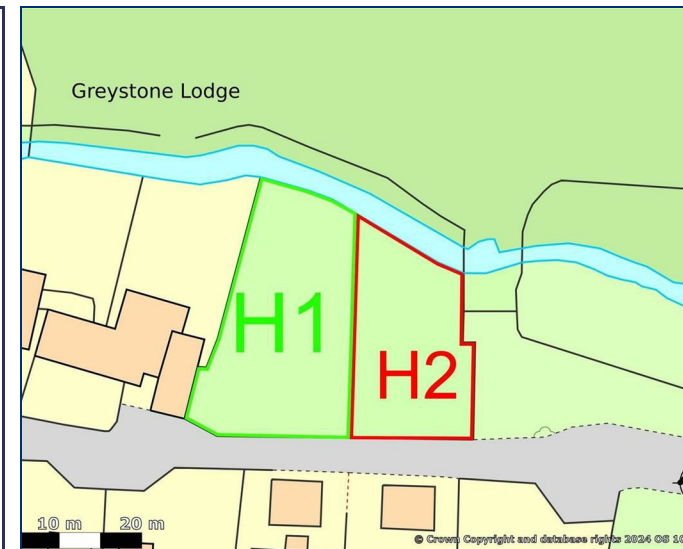 Greystone Lodge
H1
H2
10 m 20 m
© Crown Copyright and database rights 2024 OS 10